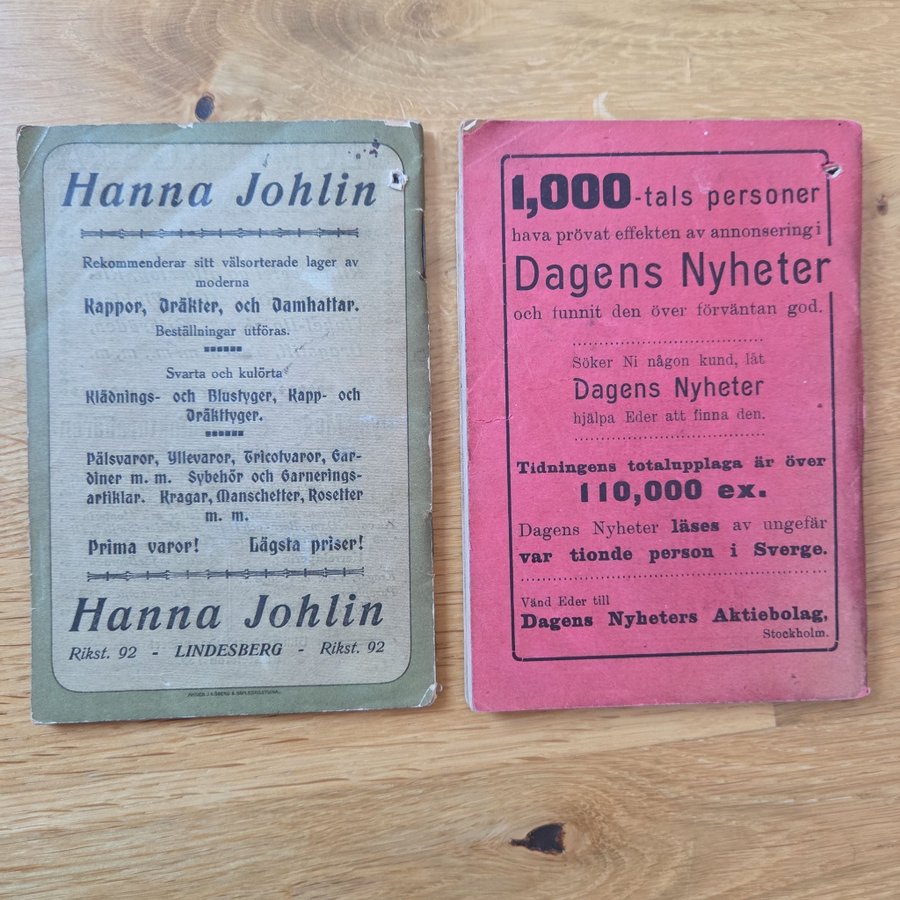 Hanna Johlin
Rekommenderar sitt välsorterade lager av
moderna
Kappor, Dräkter, och Damhattar.
Beställningar utföras.
Svarta och kulörta
Klädnings- och Blustyger, Kapp- och
Dräkttyger.
Pälsvaror, Yllevaror, Tricotvaror, Gar-
diner m. m. Sybehör och Garnerings-
artiklar. Kragar, Manschetter, Rosetter
m. m.
Prima varor! Lägsta priser!
Hanna Johlin
Rikst. 92 - LINDESBERG - Rikst. 92
1,000-tals personer
hava prövat effekten av annonsering i
Dagens Nyheter
och funnit den över förväntan god.
Söker Ni någon kund, låt
Dagens Nyheter
hjälpa Eder att finna den.
Tidningens totalupplaga är över
110,000 ex.
Dagens Nyheter läses av ungefär
var tionde person i Sverge.
Vänd Eder till
Dagens Nyheters Aktiebolag,
Stockholm.